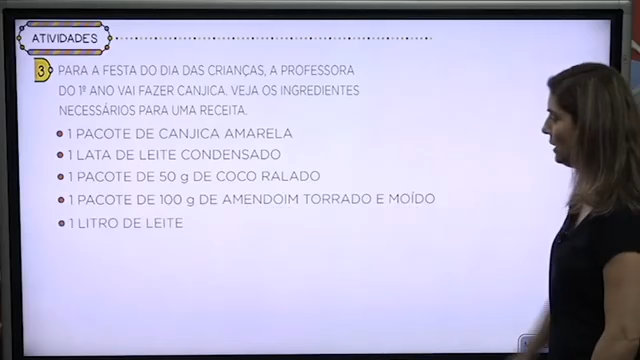 ATIVIDADES
3 PARA A FESTA DO DIA DAS CRIANÇAS, A PROFESSORA
DO 1º ANO VAI FAZER CANJICA. VEJA OS INGREDIENTES
NECESSÁRIOS PARA UMA RECEITA.
• 1 PACOTE DE CANJICA AMARELA
• 1 LATA DE LEITE CONDENSADO
• 1 PACOTE DE 50 g DE COCO RALADO
• 1 PACOTE DE 100 g DE AMENDOIM TORRADO E MOÍDO
• 1 LITRO DE LEITE